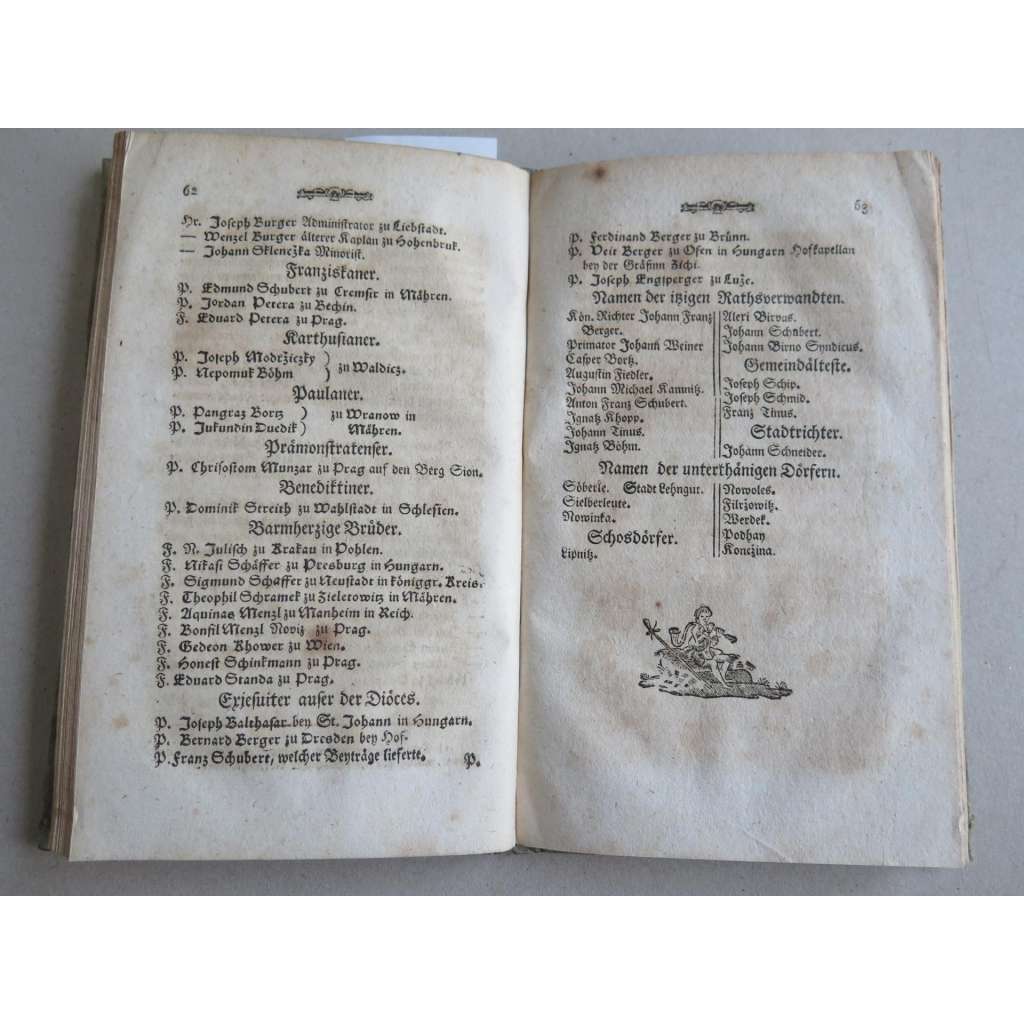 62
Hr. Joseph Burger Administrator zu Liebstadt.
— Wenzel Burger älterer Kaplan zu Hohenbruk.
— Johann Sklenczka Minorist.
Franziskaner.
P. Edmund Schubert zu Cremsir in Mähren.
P. Jordan Petera zu Bechin.
F. Eduard Petera zu Prag.
Karthusianer.
P. Joseph Modržiczky )
P. Nepomuk Böhm ) zu Waldicz.
Paulaner.
P. Pangraz Bortz ) zu Wranow in
P. Jukundin Duedik ) Mähren.
Prämonstratenser.
P. Chrisostom Munzar zu Prag auf den Berg Sion.
Benediktiner.
P. Dominik Streith zu Wahlstadt in Schlesien.
Barmherzige Brüder.
F. N. Julisch zu Krakau in Pohlen.
F. Nikasi Schäffer zu Presburg in Hungarn.
F. Sigmund Schaffer zu Neustadt in königgr. Kreis.
F. Theophil Schramek zu Zieletowitz in Mähren.
F. Aquinas Menzl zu Manheim in Reich.
F. Bonfil Menzl Noviz zu Prag.
F. Gedeon Khower zu Wien.
F. Honest Schinkmann zu Prag.
F. Eduard Standa zu Prag.
Exjesuiter auser der Diöces.
P. Joseph Balthasar bey St. Johann in Hungarn.
P. Bernard Berger zu Dresden bey Hof.
P. Franz Schubert, welcher Beyträge lieferte.
P.
63
P. Ferdinand Berger zu Brünn.
P. Veit Berger zu Ofen in Hungarn Hofkapellan
bey der Gräfinn Zichi.
P. Joseph Engsperger zu Luže.
Namen der itzigen Rathsverwandten.
Kön. Richter Johann Franz
Berger.
Primator Johann Weiner
Casper Bortz.
Augustin Fiedler.
Johann Michael Kamnitz.
Anton Franz Schubert.
Ignatz Khopp.
Johann Tinus.
Ignatz Böhm.
Aleri Birvus.
Johann Schubert.
Johann Birno Syndicus.
Gemeindälteste.
Joseph Schip.
Joseph Schmid.
Franz Tinus.
Stadtrichter.
Johann Schneider.
Namen der unterthänigen Dörfern.
Söberle. Stadt Lehngut.
Sielberleute.
Nowinka.
Schosdörfer.
Lipnitz.
Nowoles.
Filržowitz.
Werdek.
Podhay
Konczina.